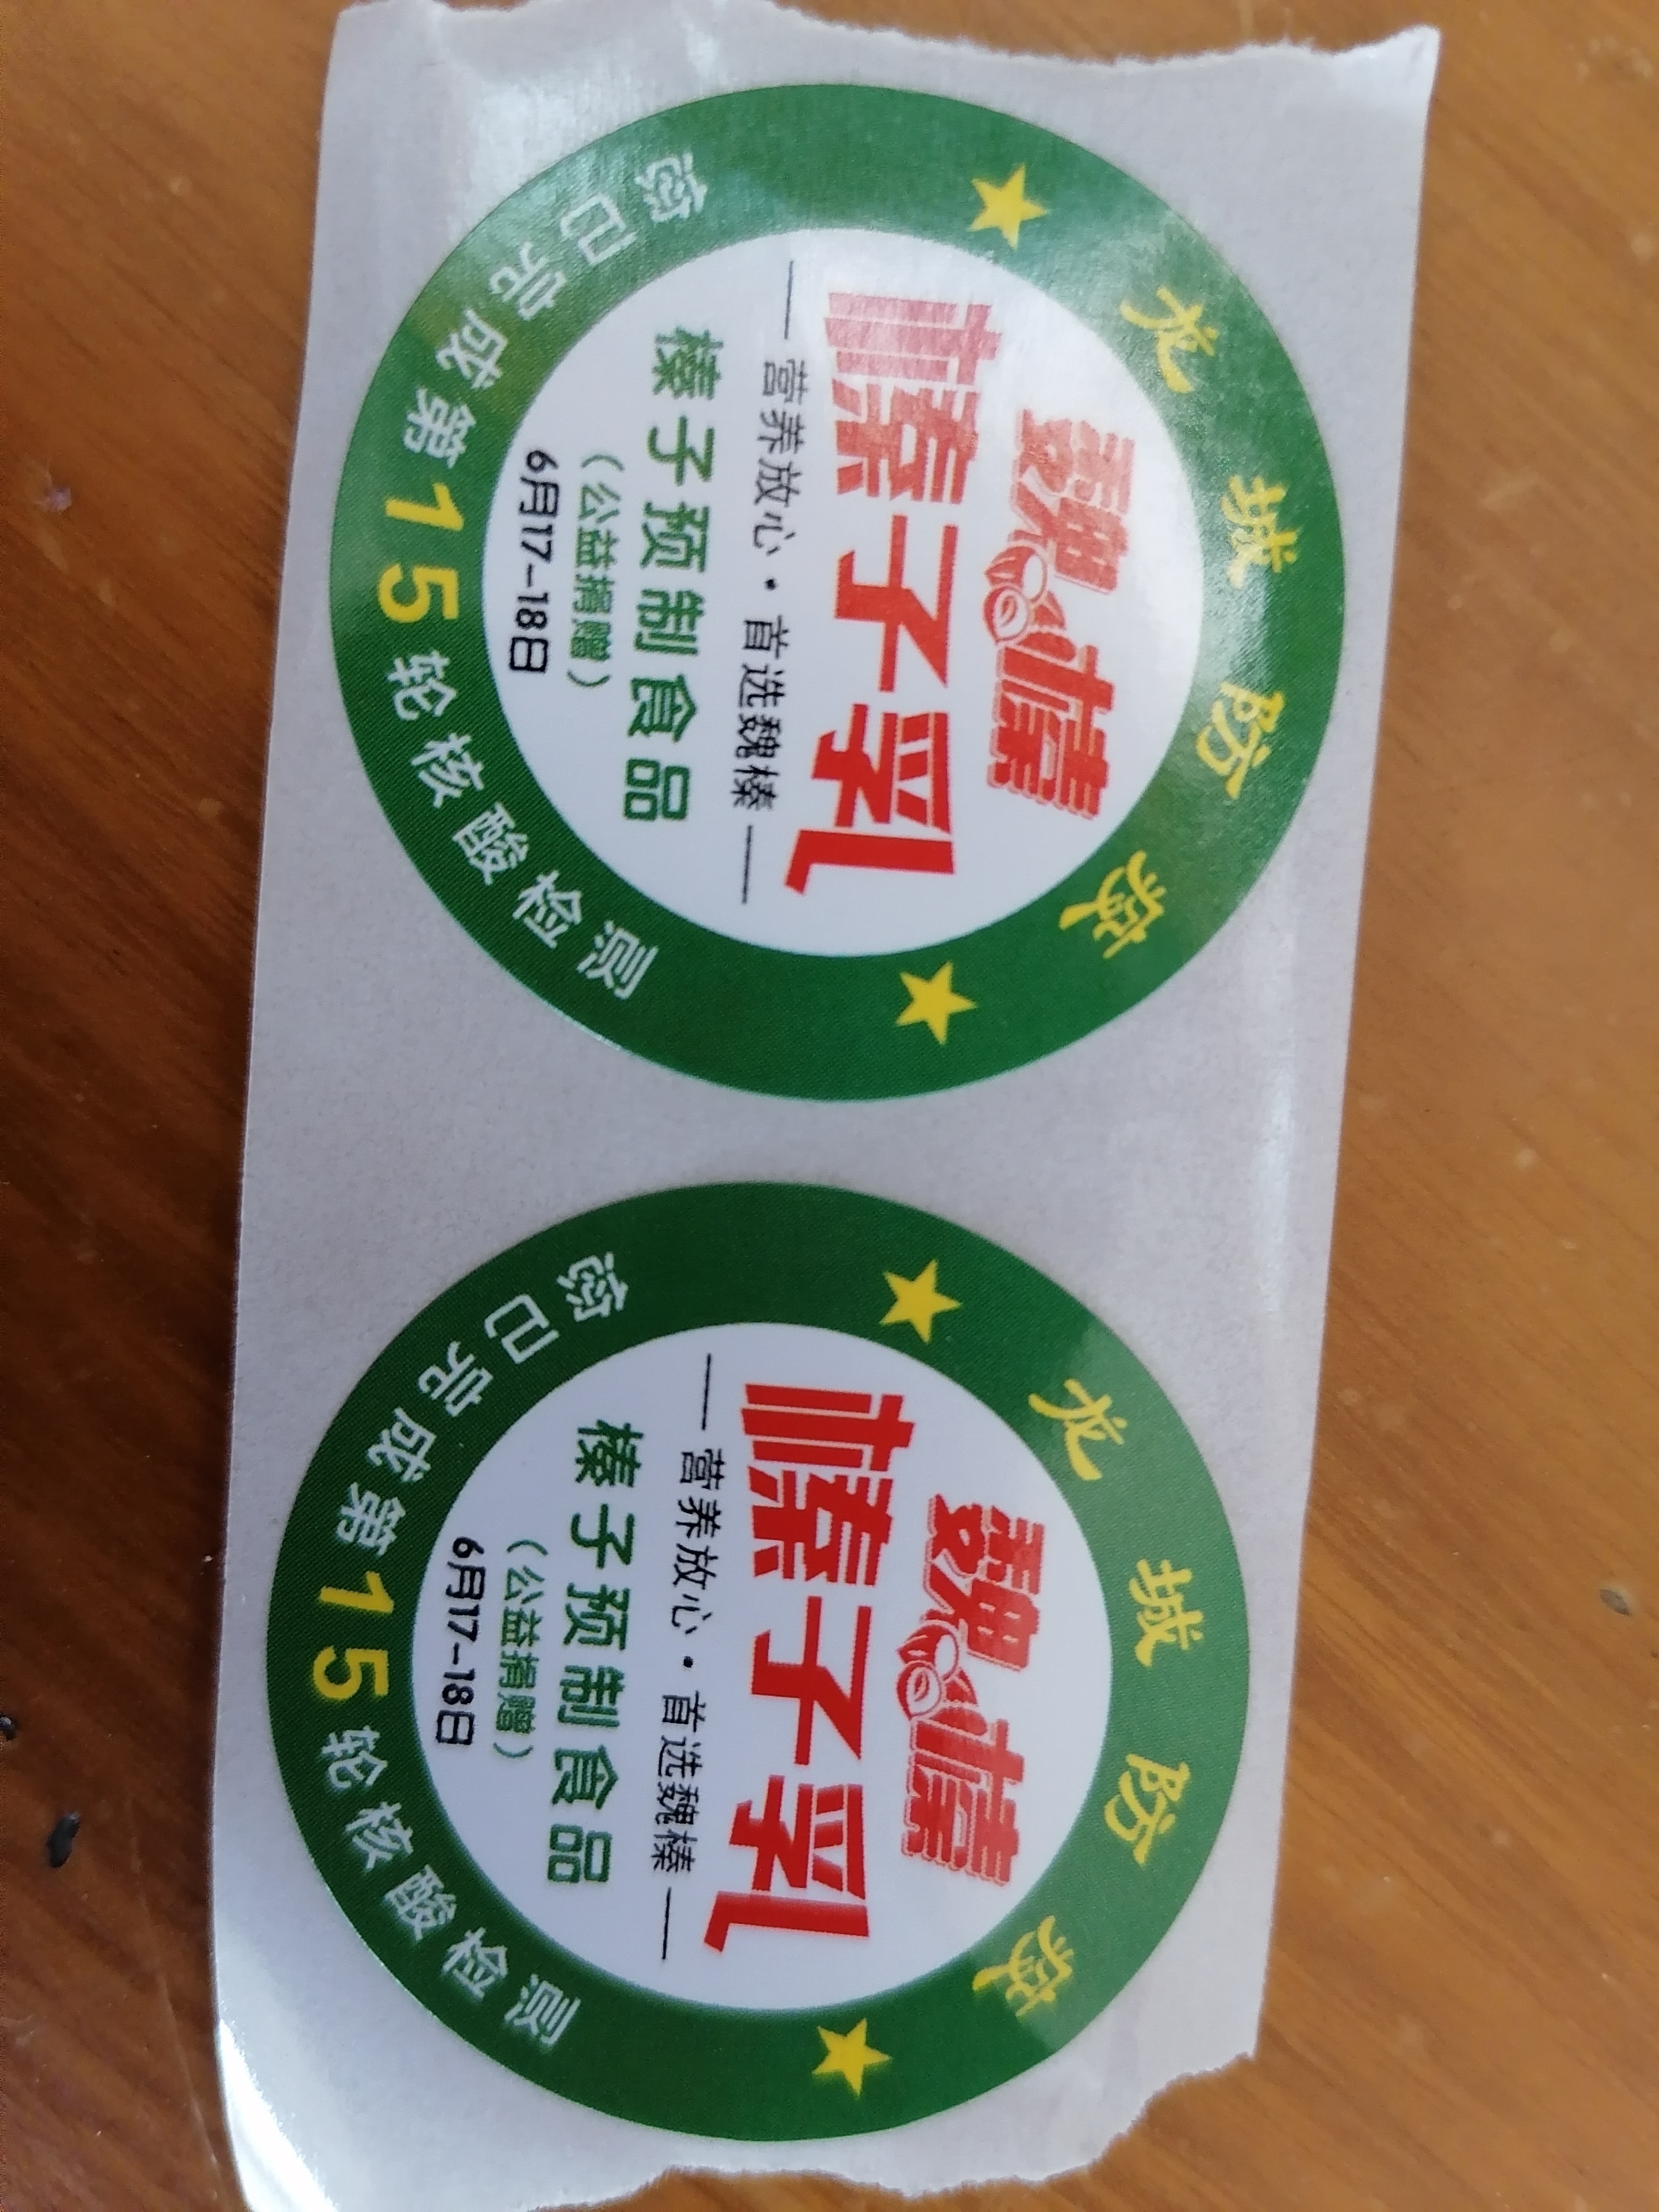 龙城防疫
魏榛
榛子乳
营养放心·首选魏榛
榛子预制食品
（公益捐赠）
6月17-18日
您已完成第15轮核酸检测
龙城防疫
魏榛
榛子乳
营养放心·首选魏榛
榛子预制食品
（公益捐赠）
6月17-18日
您已完成第15轮核酸检测